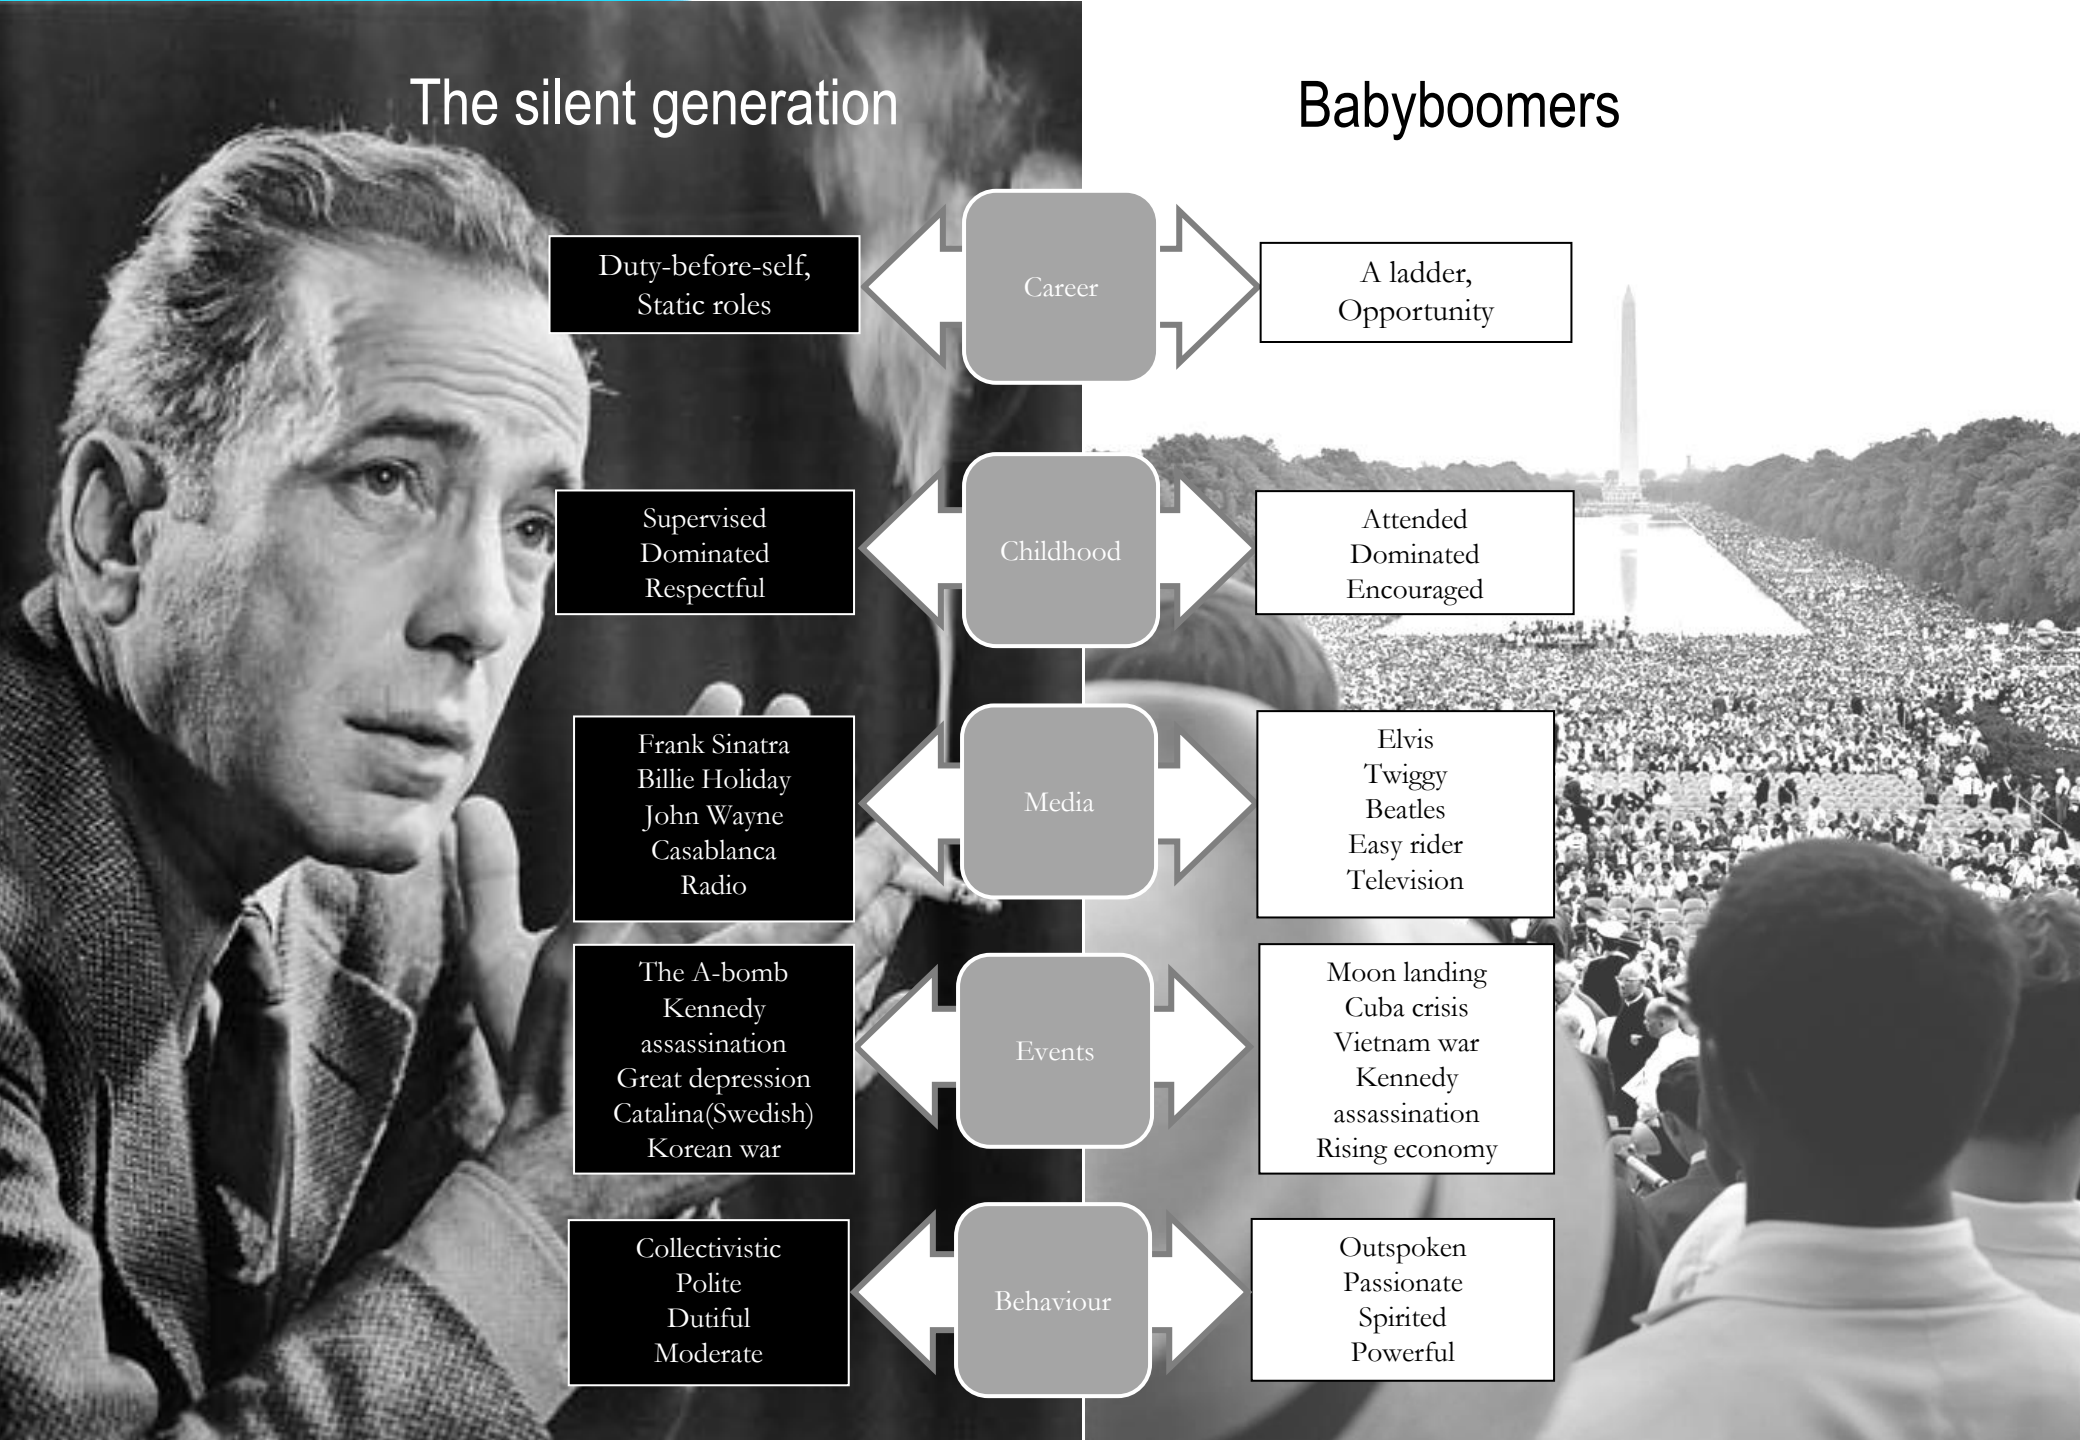 The silent generation
Babyboomers
Duty-before-self,
Static roles
Career
A ladder,
Opportunity
Supervised
Dominated
Respectful
Childhood
Attended
Dominated
Encouraged
Frank Sinatra
Billie Holiday
John Wayne
Casablanca
Radio
Media
Elvis
Twiggy
Beatles
Easy rider
Television
The A-bomb
Kennedy
assassination
Great depression
Catalina(Swedish)
Korean war
Events
Moon landing
Cuba crisis
Vietnam war
Kennedy
assassination
Rising economy
Collectivistic
Polite
Dutiful
Moderate
Behaviour
Outspoken
Passionate
Spirited
Powerful